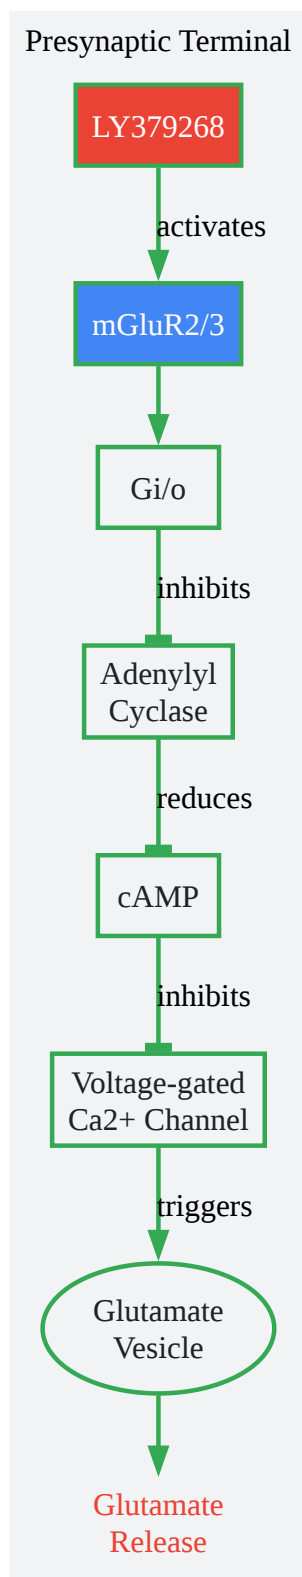 Presynaptic Terminal
LY379268
activates
mGluR2/3
Gi/o
inhibits
Adenylyl
Cyclase
reduces
cAMP
inhibits
Voltage-gated
Ca2+ Channel
triggers
Glutamate
Vesicle
Glutamate
Release